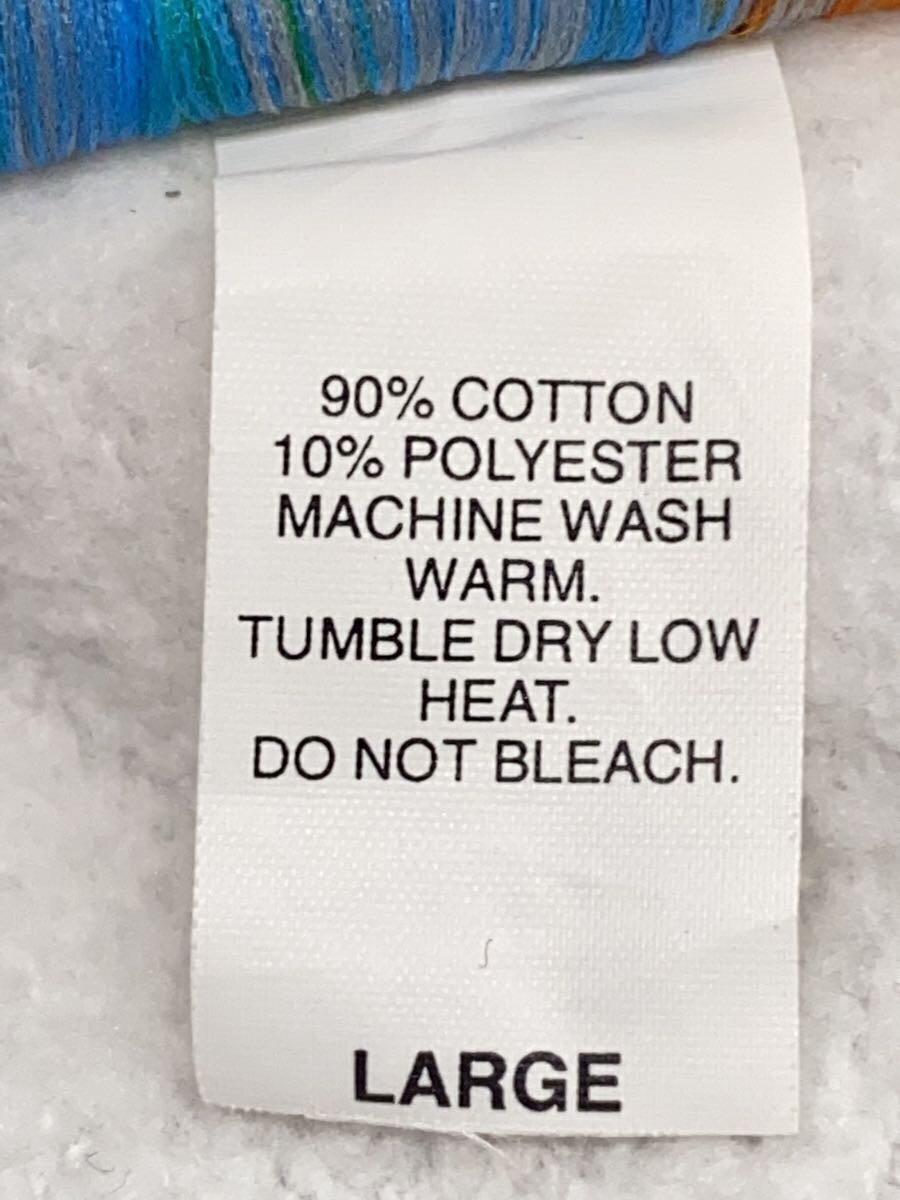 90% COTTON
10% POLYESTER
MACHINE WASH
WARM.
TUMBLE DRY LOW
HEAT.
DO NOT BLEACH.
LARGE